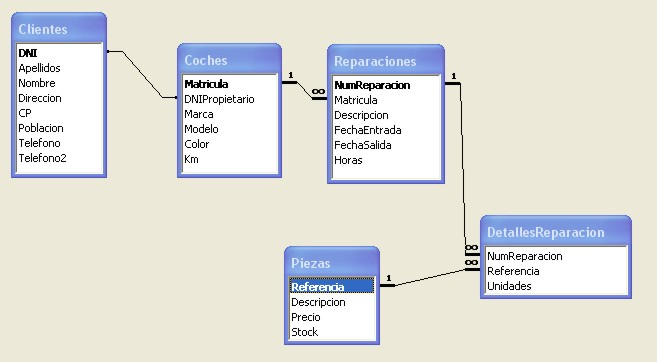 Clientes
DNI
Apellidos
Nombre
Direccion
CP
Poblacion
Telefono
Telefono2
Coches
Matricula
DNIPropietario
Marca
Modelo
Color
Km
1
∞
Reparaciones
NumReparacion
Matricula
Descripcion
FechaEntrada
FechaSalida
Horas
1
Piezas
Referencia
Descripcion
Precio
Stock
1
∞
∞
DetallesReparacion
NumReparacion
Referencia
Unidades